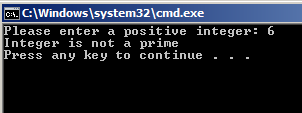 C:\Windows\system32\cmd.exe
Please enter a positive integer: 6
Integer is not a prime
Press any key to continue . . .